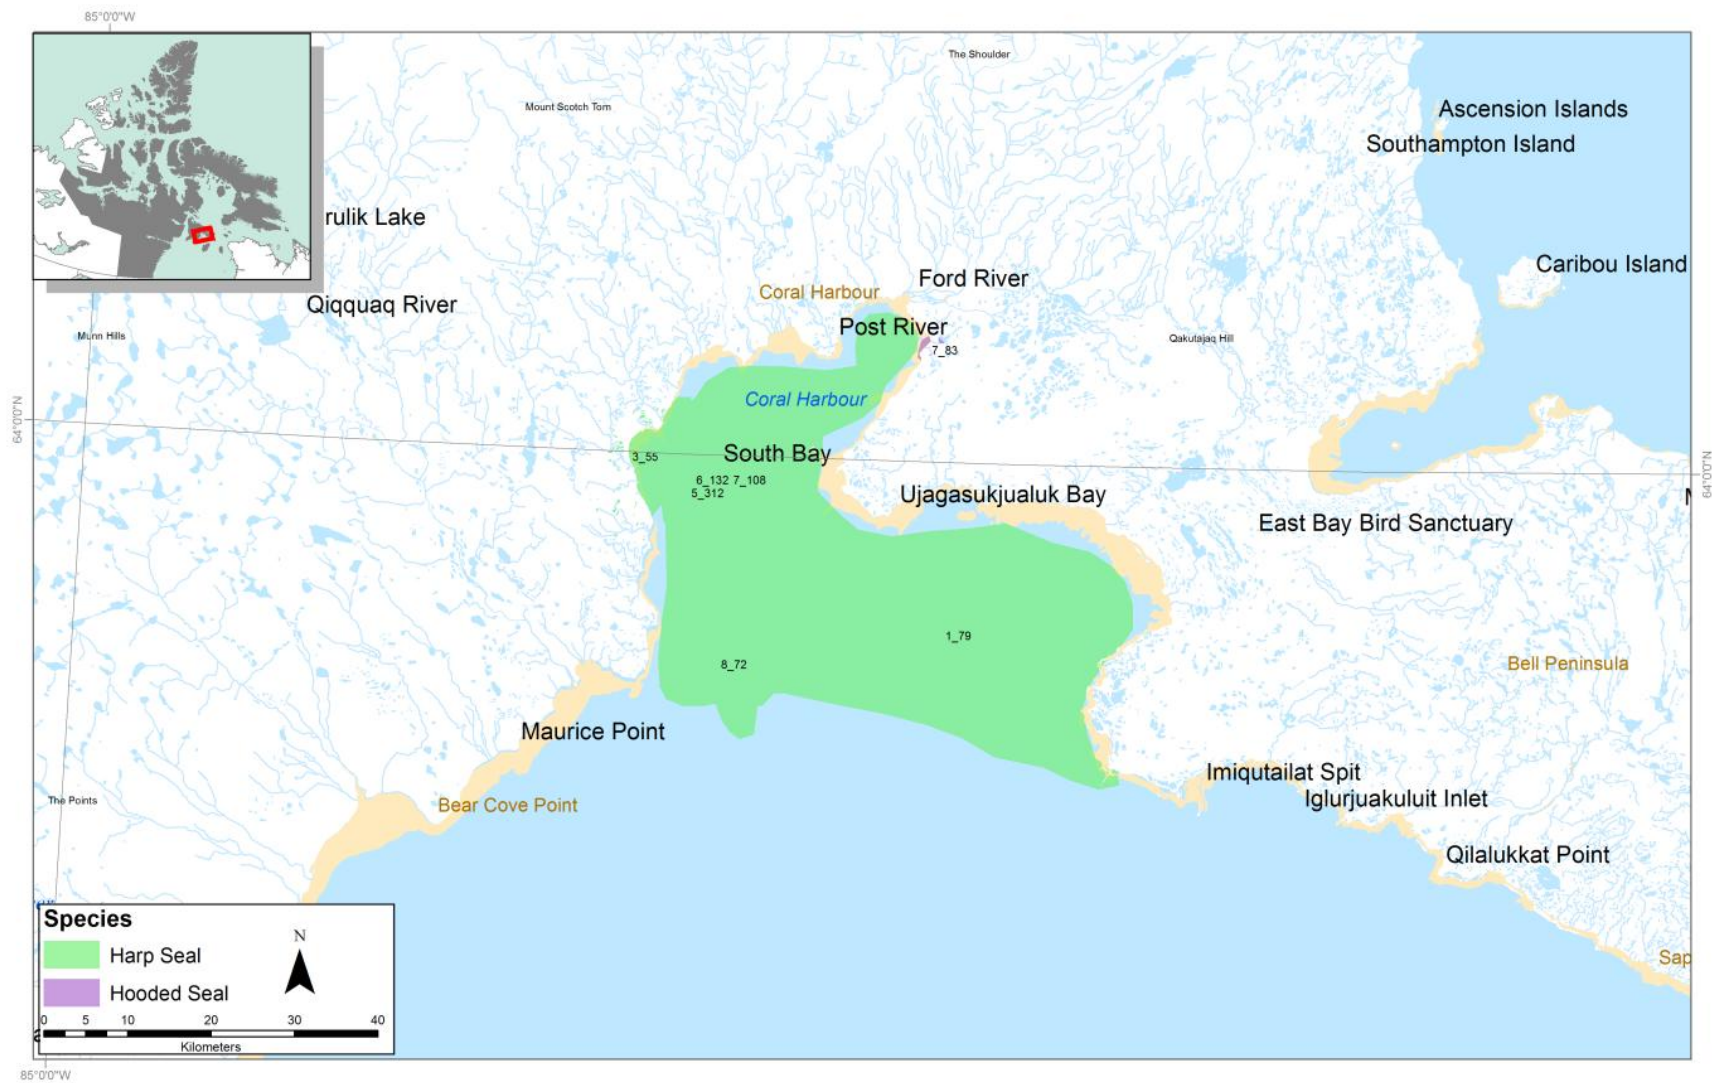 85°0'0"W
The Shoulder
Mount Scotch Tom
Ascension Islands
Southampton Island
rulik Lake
Caribou Island
Ford River
Coral Harbour
Qiqquaq River
Post River
Munn Hills
Qakutajaq Hill
7_83
Coral Harbour
64°0'0"N
South Bay
3_55
64°0'0"N
6_132 7_108
5_312
Ujagasukjualuk Bay
East Bay Bird Sanctuary
1_79
8_72
Bell Peninsula
Maurice Point
Imiqutailat Spit
The Points
Iglurjuakuluit Inlet
Bear Cove Point
Qilalukkat Point
Species
N
Harp Seal
Sap
Hooded Seal
0 5 10 20 30 40
Kilometers
85°0'0"W